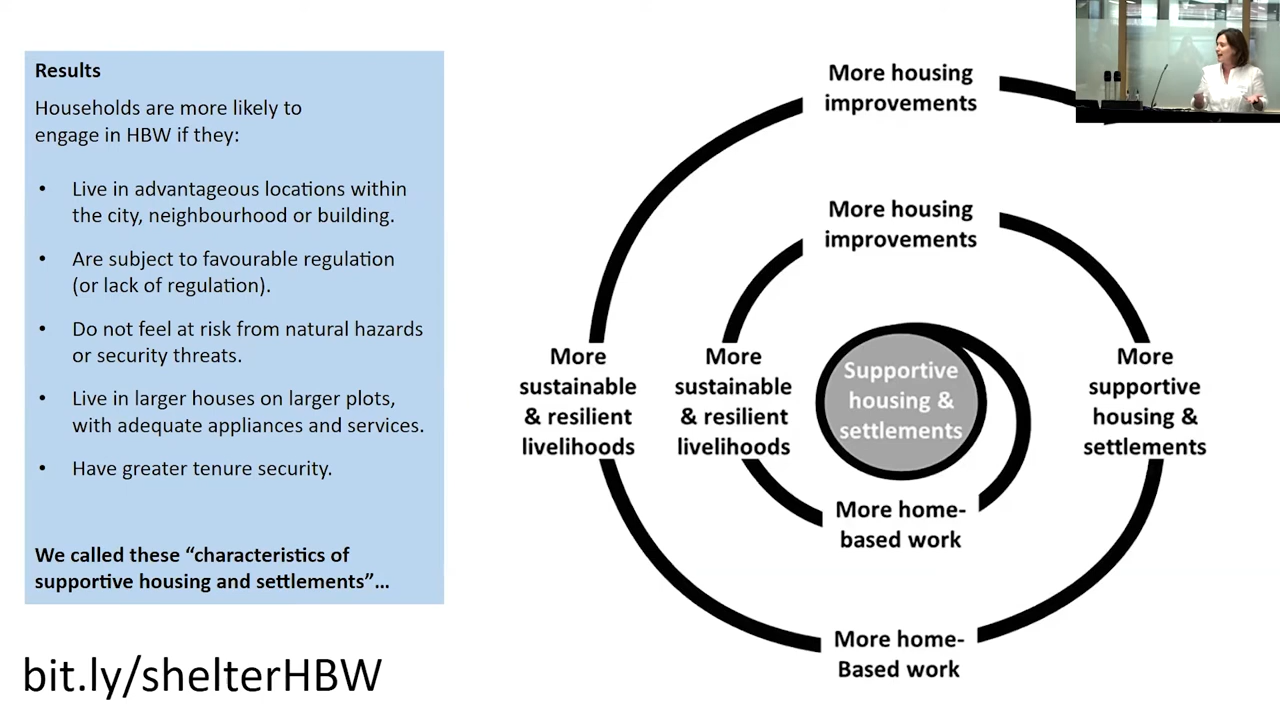 Results
Households are more likely to
engage in HBW if they:
• Live in advantageous locations within
the city, neighbourhood or building.
• Are subject to favourable regulation
(or lack of regulation).
• Do not feel at risk from natural hazards
or security threats.
• Live in larger houses on larger plots,
with adequate appliances and services.
• Have greater tenure security.
We called these “characteristics of
supportive housing and settlements”...
bit.ly/shelterHBW
More housing
improvements
More housing
improvements
More
sustainable
& resilient
livelihoods
More
sustainable
& resilient
livelihoods
Supportive
housing &
settlements
More
supportive
housing &
settlements
More home-
based work
More home-
Based work